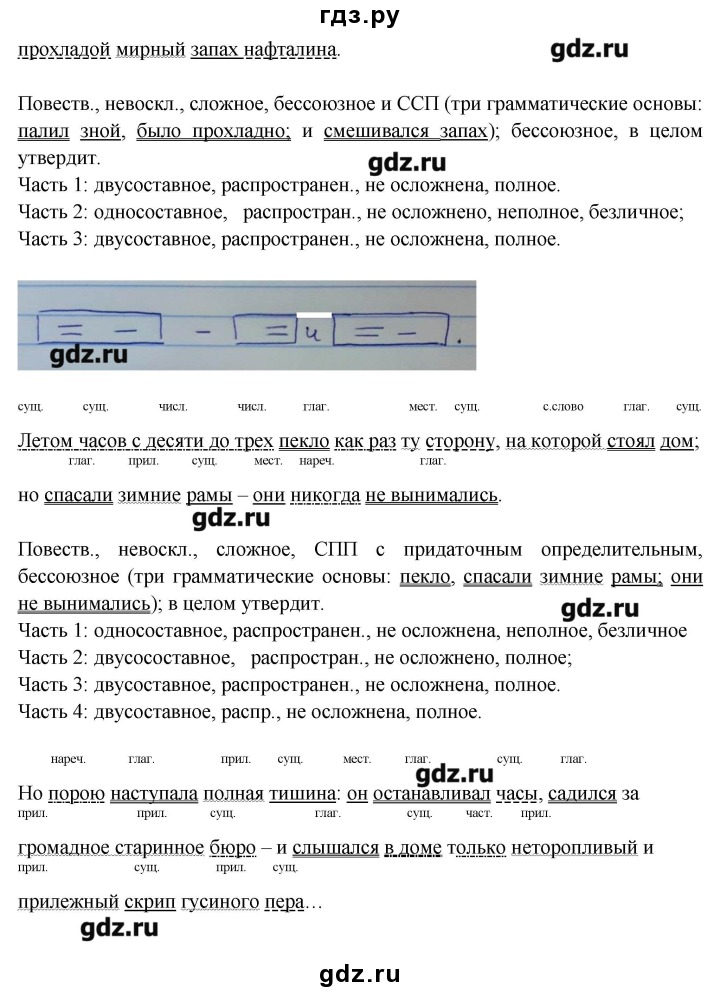 гдз.ру
прохладой мирный запах нафталина.
gdz.ru
Повеств., невоскл., сложное, бессоюзное и ССП (три грамматические основы:
палил зной, было прохладно; и смешивался запах); бессоюзное, в целом
утвердит.
gdz.ru
Часть 1: двусоставное, распространен., не осложнена, полное.
Часть 2: односоставное, распростран., не осложнено, неполное, безличное;
Часть 3: двусоставное, распространен., не осложнена, полное.
= - - = и = - .
gdz.ru
сущ. сущ. числ. числ. глаг. мест. сущ. с.слово глаг. сущ.
Летом часов с десяти до трех пекло как раз ту сторону, на которой стоял дом;
глаг. прил. сущ. мест. нареч. глаг.
но спасали зимние рамы – они никогда не вынимались.
gdz.ru
Повеств., невоскл., сложное, СПП с придаточным определительным,
бессоюзное (три грамматические основы: пекло, спасали зимние рамы; они
не вынимались); в целом утвердит.
gdz.ru
Часть 1: односоставное, распространен., не осложнена, неполное, безличное
Часть 2: двусосоставное, распростран., не осложнено, полное;
Часть 3: двусоставное, распространен., не осложнена, полное.
Часть 4: двусоставное, распр., не осложнена, полное.
нареч. глаг. прил. сущ. мест. глаг. сущ. глаг.
gdz.ru
Но порою наступала полная тишина: он останавливал часы, садился за
прил. прил. сущ. глаг. сущ. част. прил.
громадное старинное бюро – и слышался в доме только неторопливый и
прил. сущ. прил. сущ.
прилежный скрип гусиного пера…
gdz.ru
gdz.ru